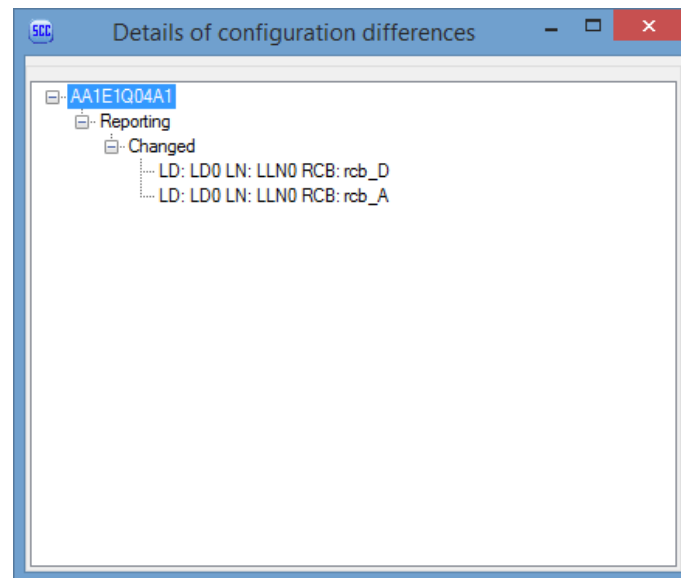 SCC
Details of configuration differences
AA1E1Q04A1
Reporting
Changed
LD: LD0 LN: LLN0 RCB: rcb_D
LD: LD0 LN: LLN0 RCB: rcb_A